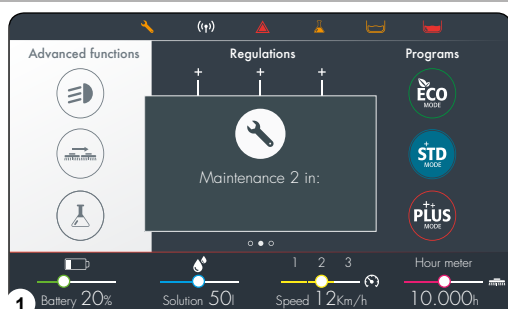 Advanced functions
Regulations
Programs
+ + +
ECO
MODE
Maintenance 2 in:
+
STD
MODE
++
PLUS
MODE
1 2 3
Hour meter
1
Battery 20%
Solution 50l
Speed 12Km/h
10.000h